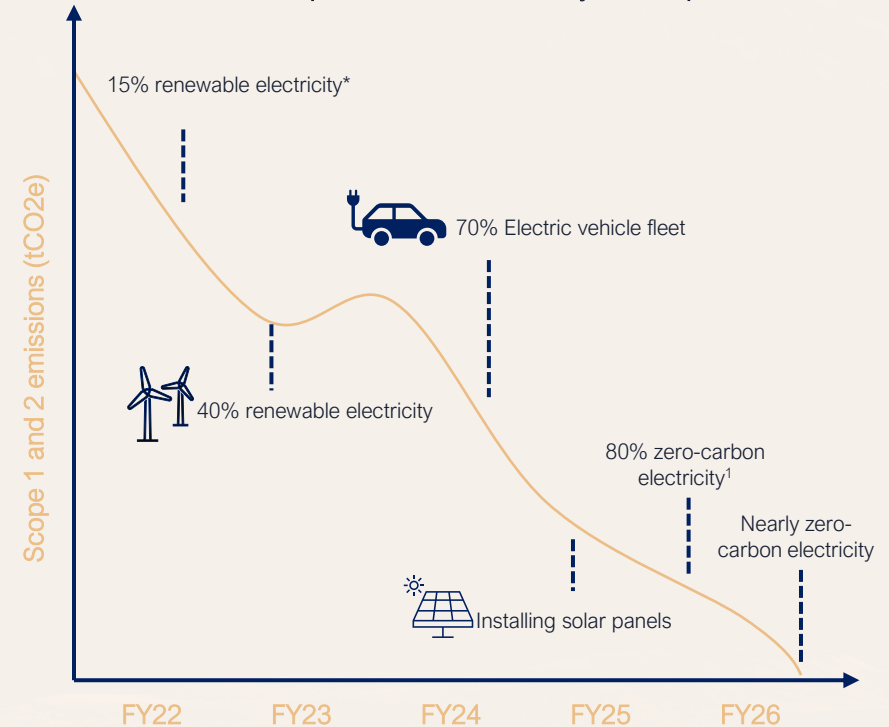 15% renewable electricity*
70% Electric vehicle fleet
40% renewable electricity
80% zero-carbon
electricity¹
Nearly zero-
carbon electricity
Installing solar panels
Scope 1 and 2 emissions (tCO2e)
FY22
FY23
FY24
FY25
FY26